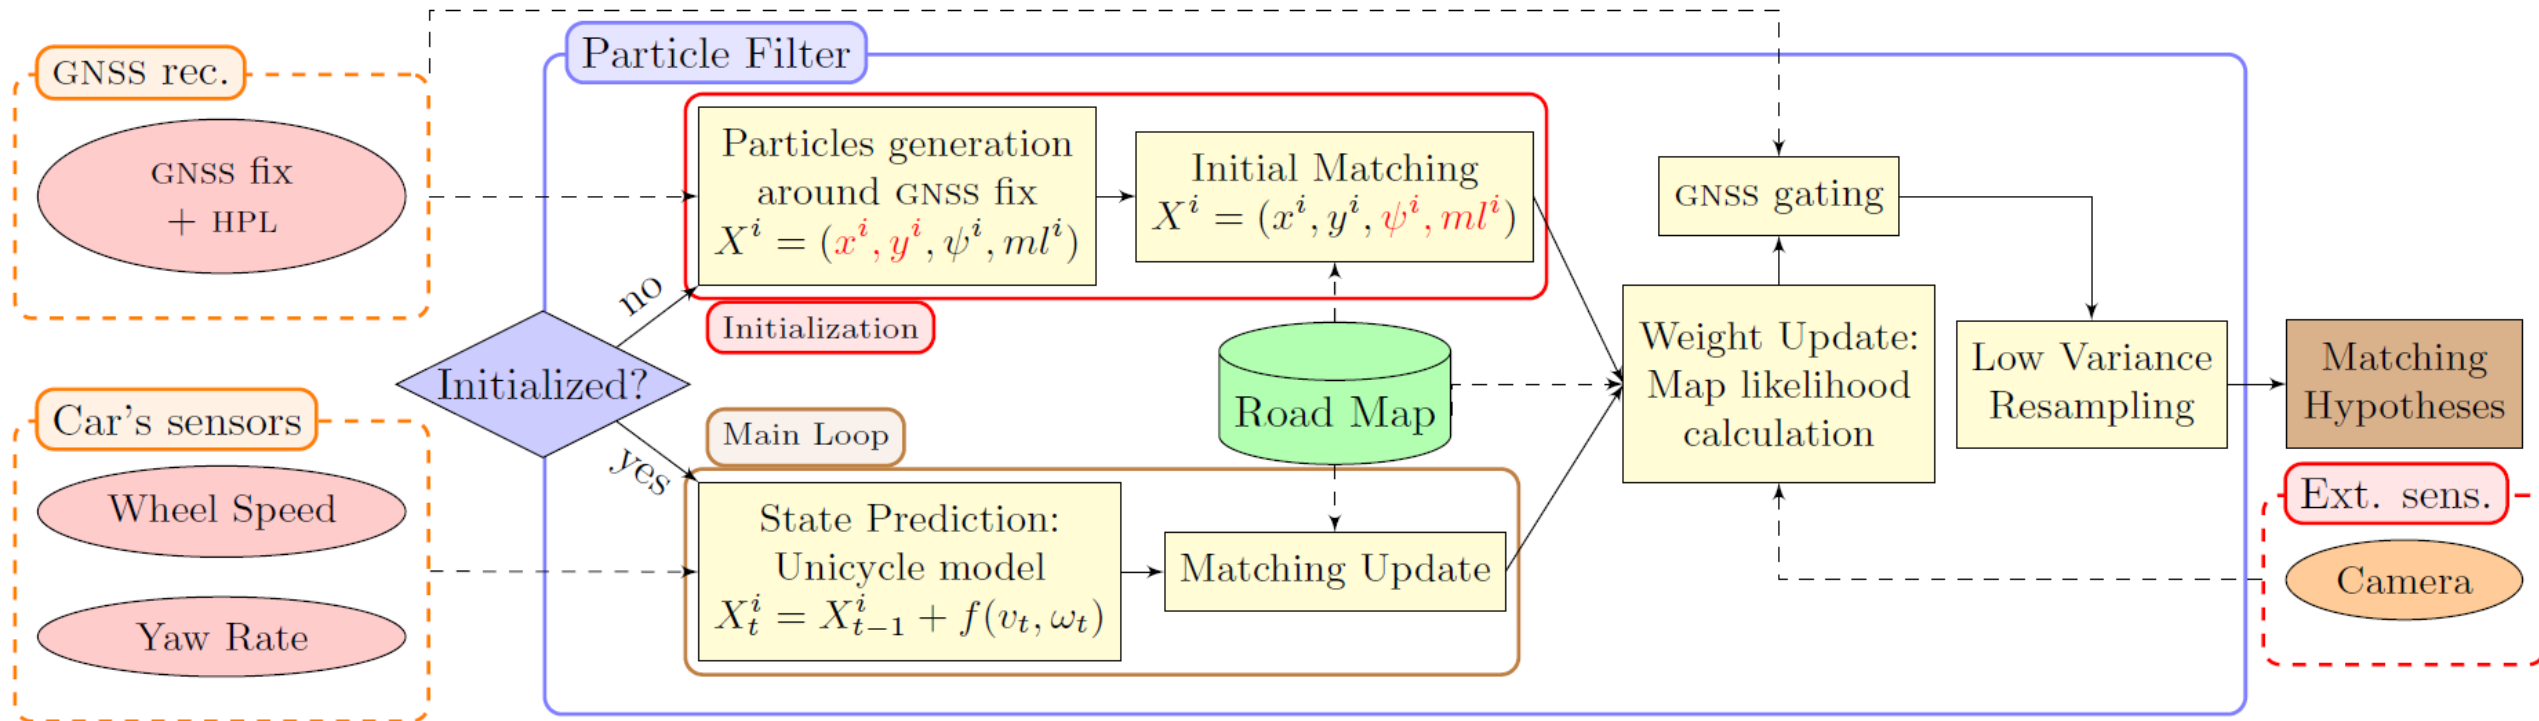 GNSS rec.
GNSS fix
+ HPL
Car's sensors
Wheel Speed
Yaw Rate
Particle Filter
Initialized?
no
yes
Particles generation
around GNSS fix
X^i = (x^i, y^i, ψ^i, ml^i)
Initial Matching
X^i = (x^i, y^i, ψ^i, ml^i)
Initialization
Road Map
Main Loop
State Prediction:
Unicycle model
X_t^i = X_{t-1}^i + f(v_t, ω_t)
Matching Update
GNSS gating
Weight Update:
Map likelihood
calculation
Low Variance
Resampling
Matching
Hypotheses
Ext. sens.
Camera